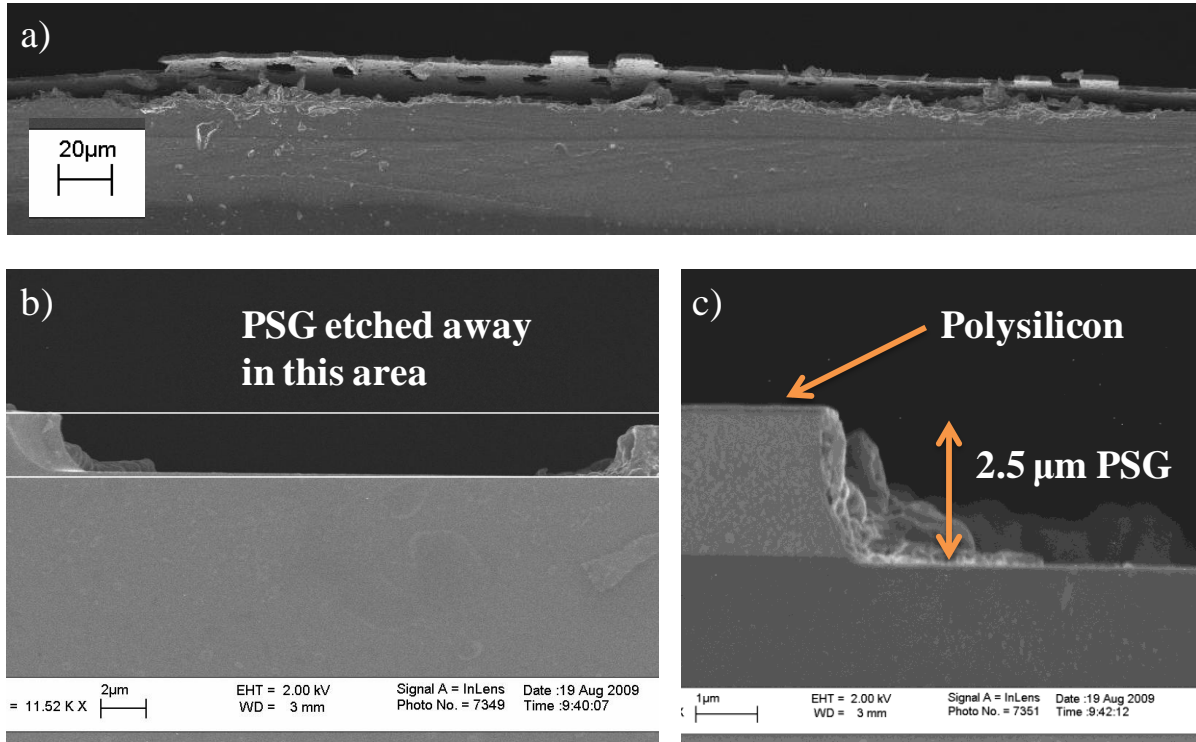 a)
20µm
b)
PSG etched away
in this area
2µm
= 11.52 K X
EHT = 2.00 kV
WD = 3 mm
Signal A = InLens
Photo No. = 7349
Date :19 Aug 2009
Time :9:40:07
c)
Polysilicon
2.5 µm PSG
1µm
K
EHT = 2.00 kV
WD = 3 mm
Signal A = InLens
Photo No. = 7351
Date :19 Aug 2009
Time :9:42:12